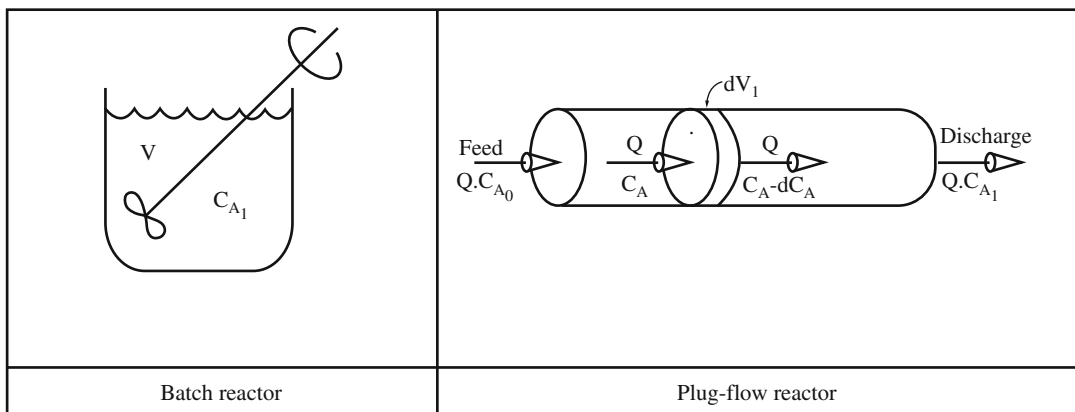 V
C_A1
Batch reactor
dV_1
Feed
Q.C_A0
Q
C_A
Q
C_A-dC_A
Discharge
Q.C_A1
Plug-flow reactor